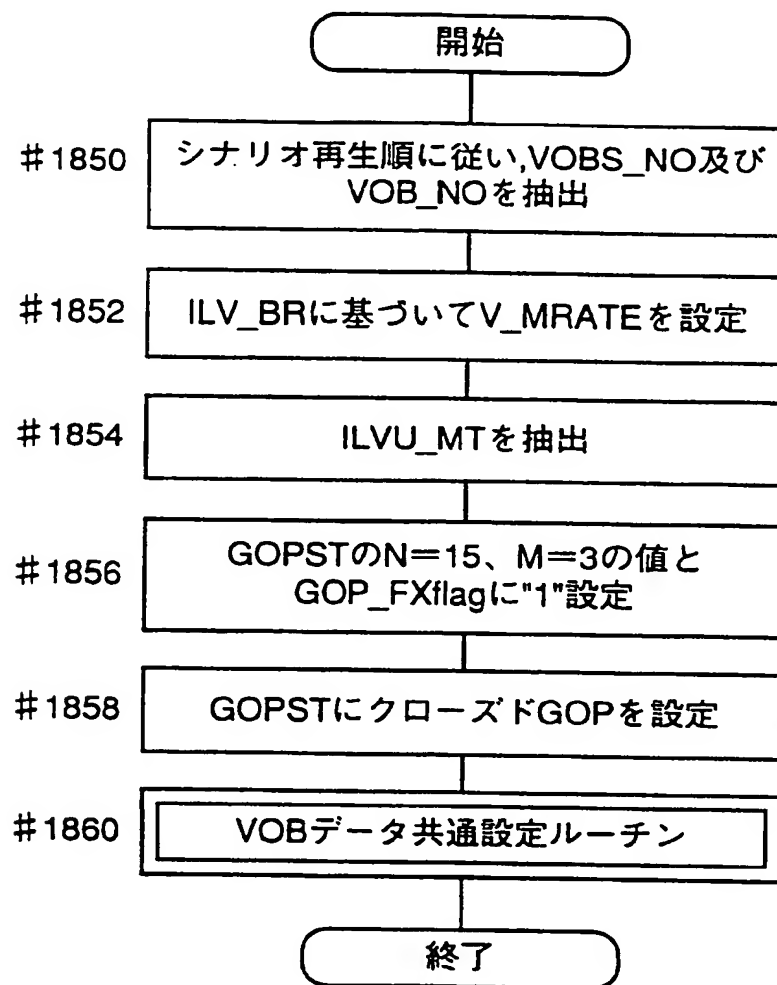 開始
#1850
シナリオ再生順に従い,VOBS_NO及び
VOB_NOを抽出
#1852
ILV_BRに基づいてV_MRATEを設定
#1854
ILVU_MTを抽出
#1856
GOPSTのN=15、M=3の値と
GOP_FXflagに"1"設定
#1858
GOPSTにクローズドGOPを設定
#1860
VOBデータ共通設定ルーチン
終了